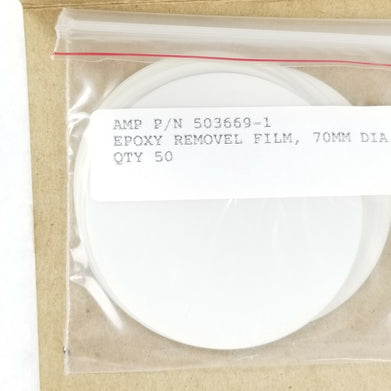 AMP P/N 503669-1
EPOXY REMOVEL FILM, 70MM DIA
QTY 50